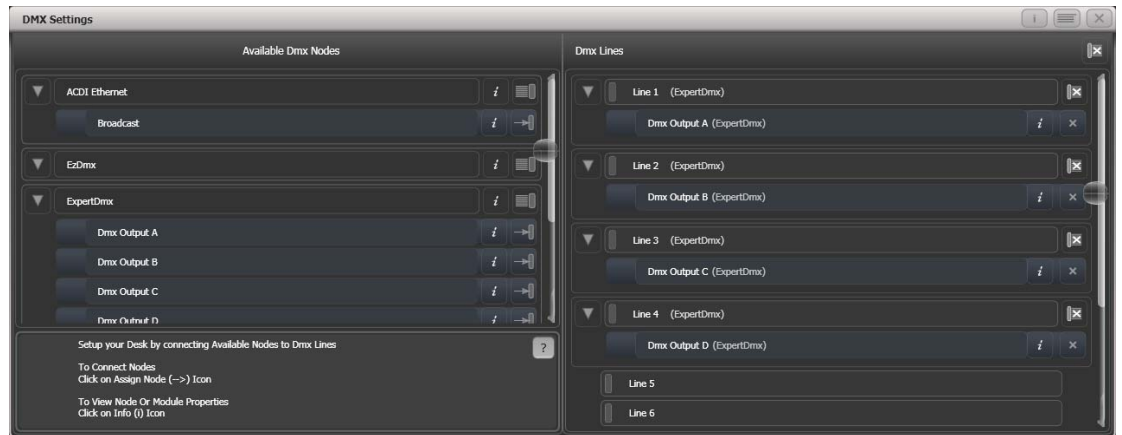 DMX Settings
i
Available Dmx Nodes
ACDI Ethernet
i
Broadcast
i
EzDmx
i
ExpertDmx
i
Dmx Output A
i
Dmx Output B
i
Dmx Output C
i
Dmx Output D
i
Setup your Desk by connecting Available Nodes to Dmx Lines
?
To Connect Nodes
Click on Assign Node (-->) Icon
To View Node Or Module Properties
Click on Info (i) Icon
Dmx Lines
Line 1 (ExpertDmx)
Dmx Output A (ExpertDmx)
i
Line 2 (ExpertDmx)
Dmx Output B (ExpertDmx)
i
Line 3 (ExpertDmx)
Dmx Output C (ExpertDmx)
i
Line 4 (ExpertDmx)
Dmx Output D (ExpertDmx)
i
Line 5
Line 6